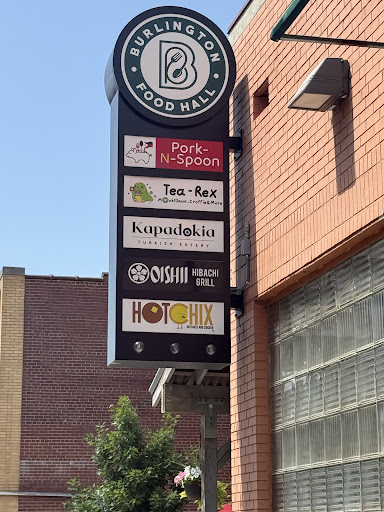 BURLINGTON
B
FOOD HALL
Pork-
N-Spoon
Tea-Rex
Kapadokia
TURKISH EATERY
OISHII
HIBACHI
GRILL
HOTCHIX